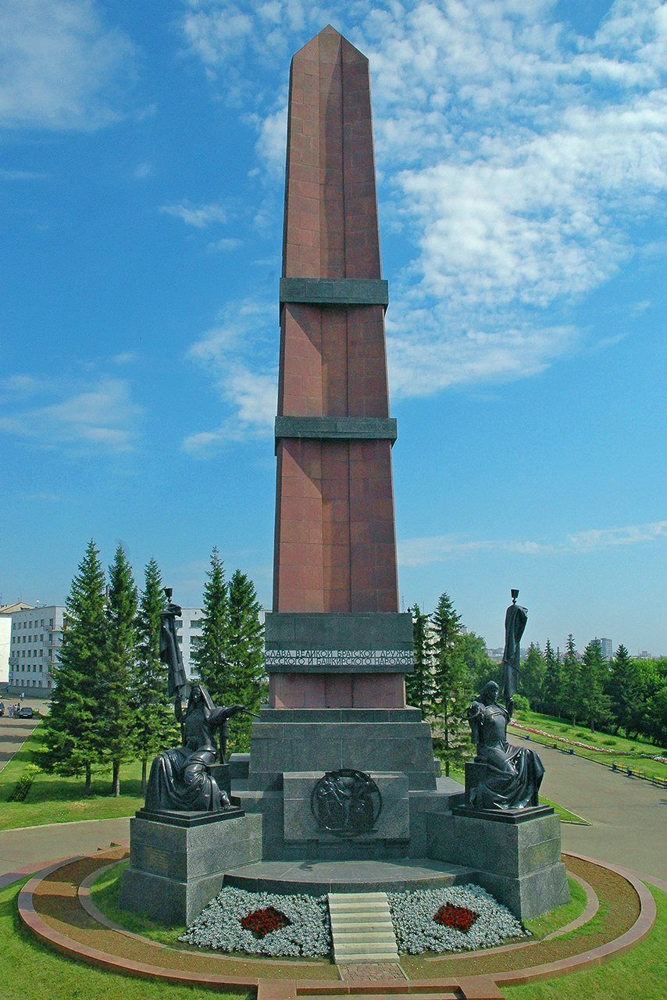 СЛАВА ВЕЛИКОЙ БРАТСКОЙ ДРУЖБЕ
РУССКОГО И БАШКИРСКОГО НАРОДОВ